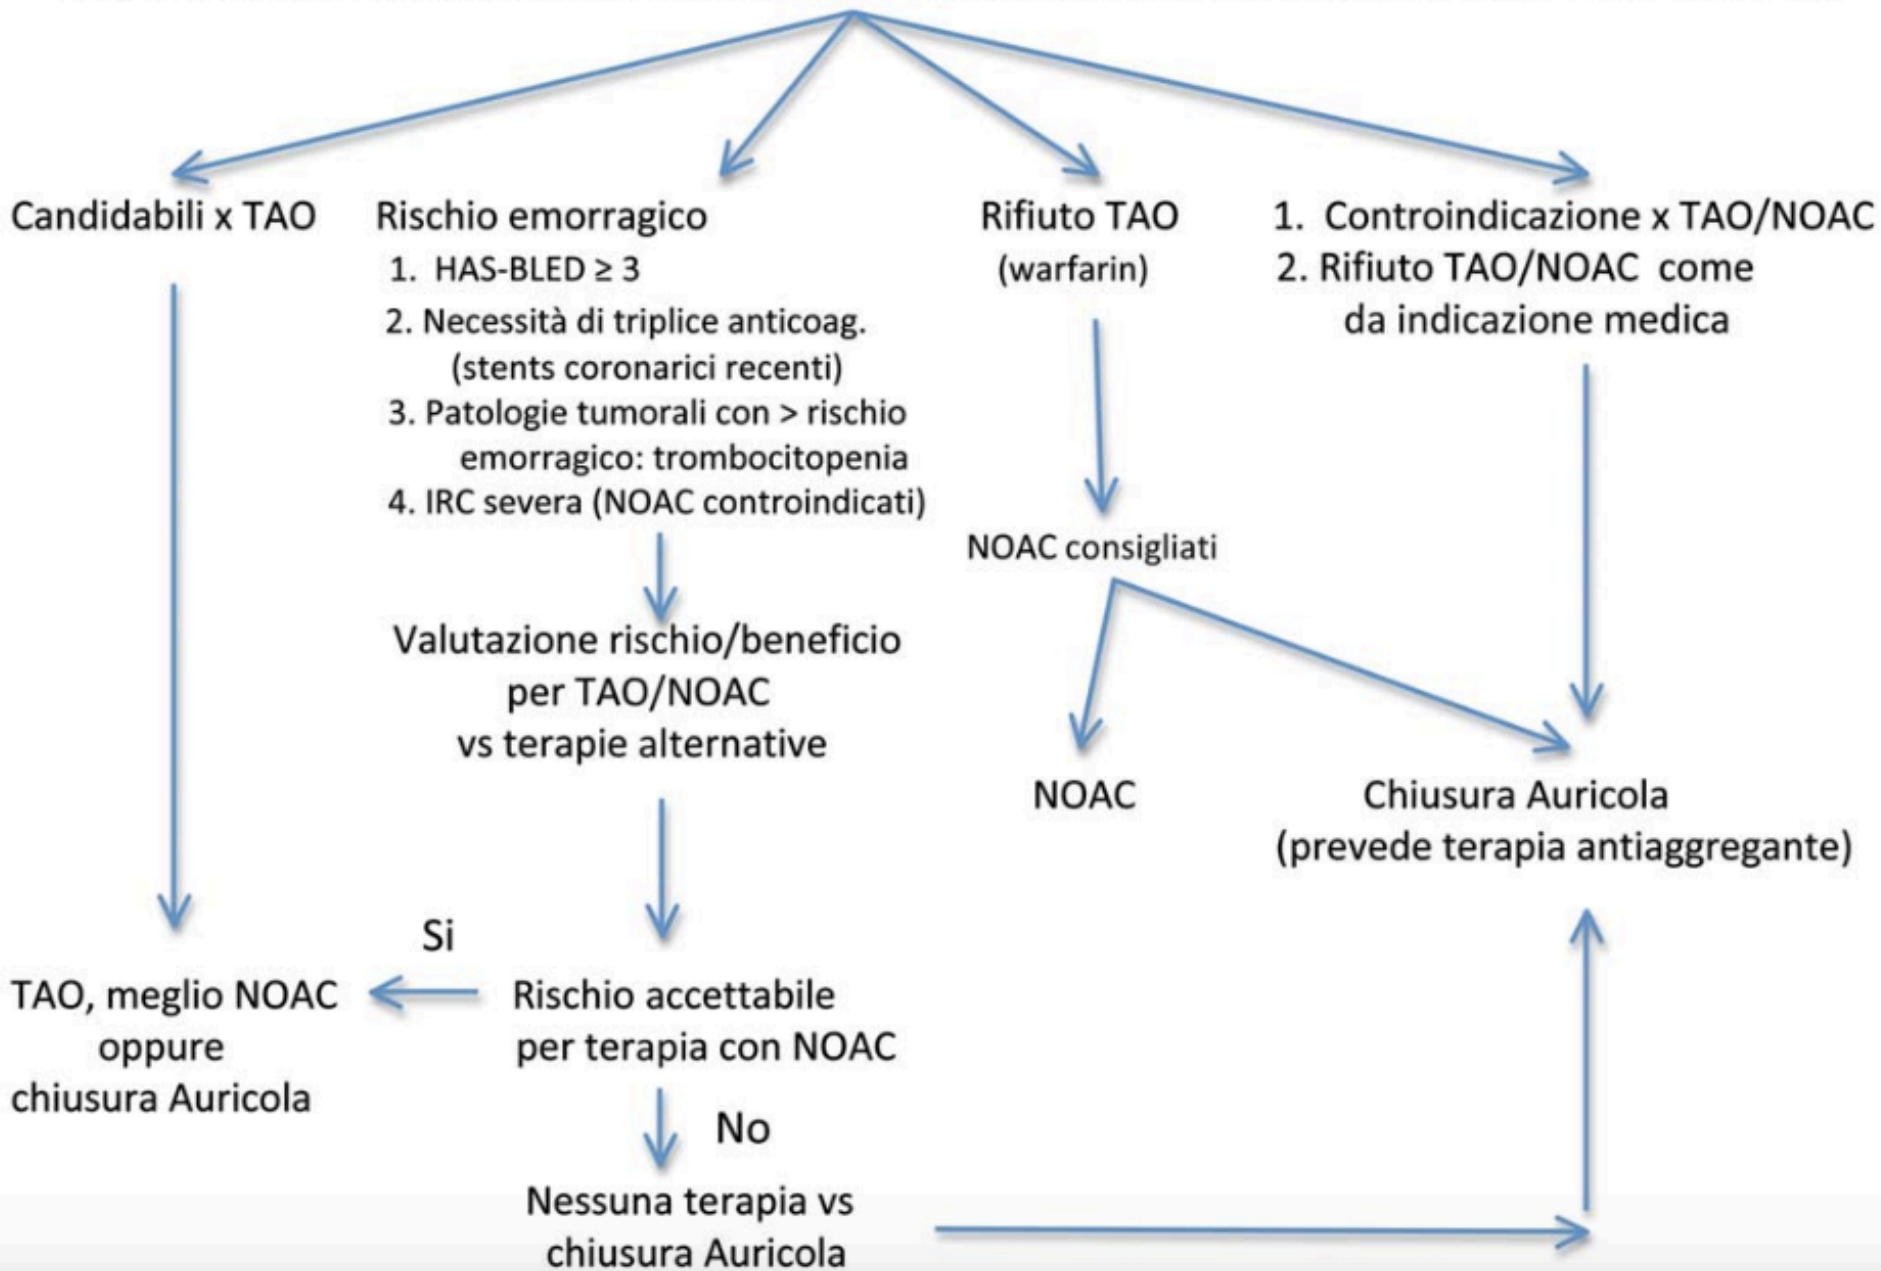 Candidabili x TAO
Rischio emorragico
1. HAS-BLED ≥ 3
2. Necessità di triplice anticoag.
(stents coronarici recenti)
3. Patologie tumorali con > rischio
emorragico: trombocitopenia
4. IRC severa (NOAC controindicati)
Rifiuto TAO
(warfarin)
1. Controindicazione x TAO/NOAC
2. Rifiuto TAO/NOAC come
da indicazione medica
NOAC consigliati
Valutazione rischio/beneficio
per TAO/NOAC
vs terapie alternative
NOAC
Chiusura Auricola
(prevede terapia antiaggregante)
Si
TAO, meglio NOAC
oppure
chiusura Auricola
Rischio accettabile
per terapia con NOAC
No
Nessuna terapia vs
chiusura Auricola